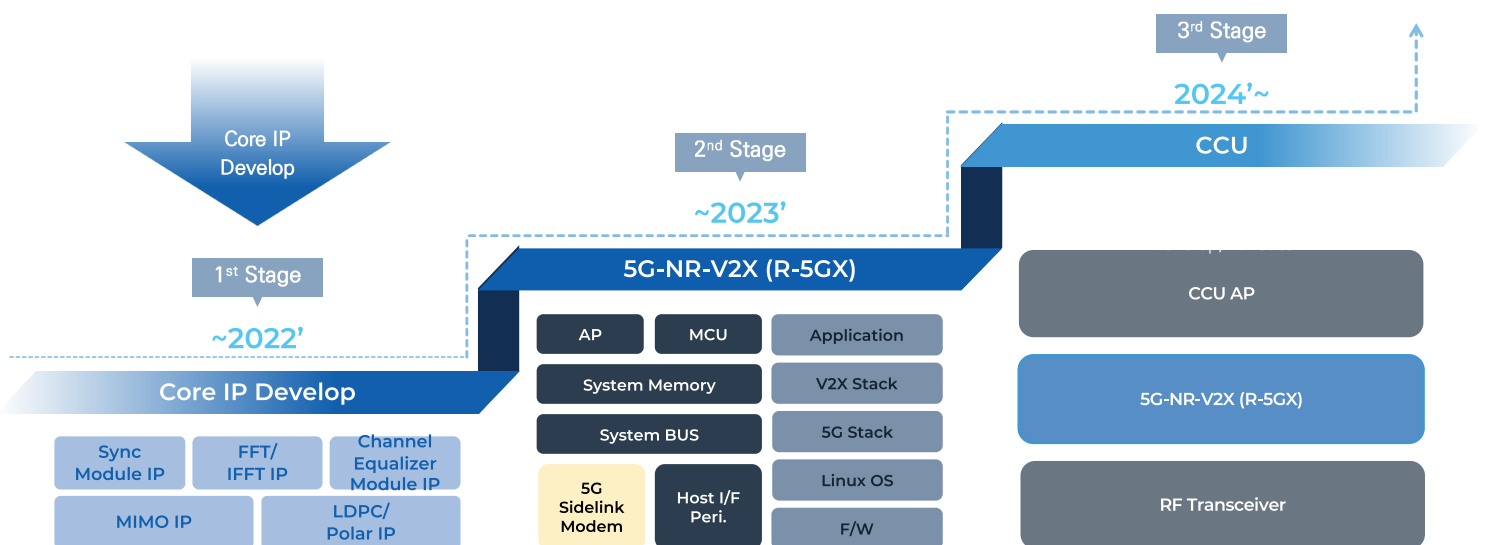 Core IP
Develop
1st Stage
~2022'
Core IP Develop
Sync
Module IP
FFT/
IFFT IP
Channel
Equalizer
Module IP
MIMO IP
LDPC/
Polar IP
2nd Stage
~2023'
5G-NR-V2X (R-5GX)
AP
MCU
System Memory
System BUS
5G
Sidelink
Modem
Host I/F
Peri.
Application
V2X Stack
5G Stack
Linux OS
F/W
3rd Stage
2024'~
CCU
CCU AP
5G-NR-V2X (R-5GX)
RF Transceiver